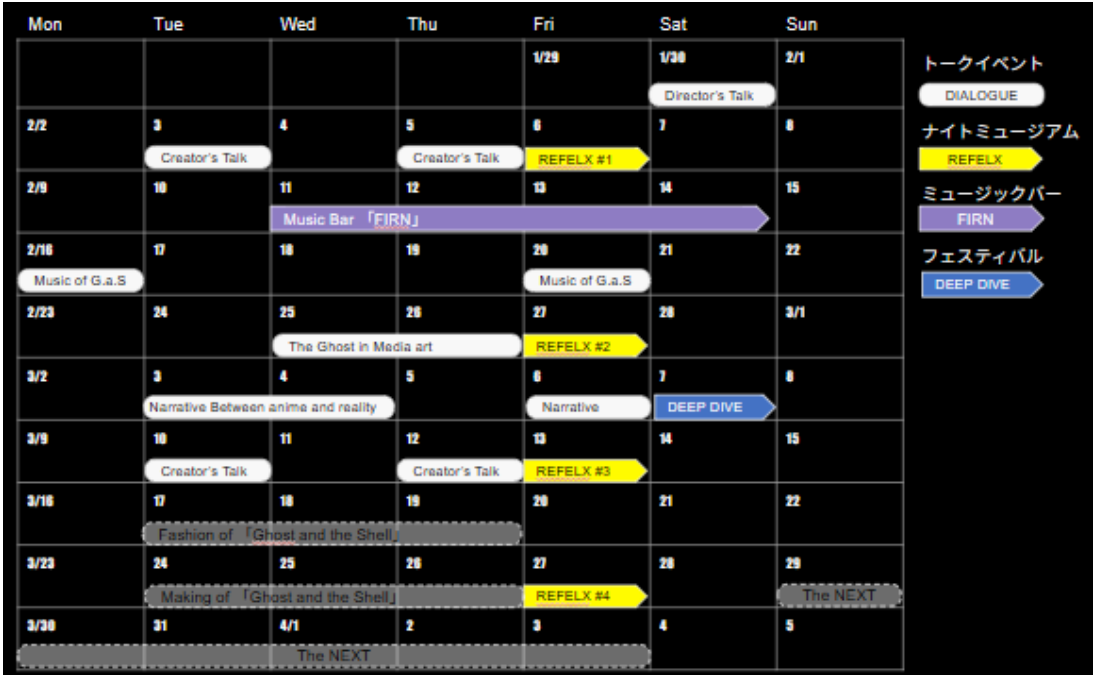 Mon Tue Wed Thu Fri Sat Sun
1/29 1/30 2/1
Director's Talk
2/2 3 4 5 6 7 8
Creator's Talk Creator's Talk REFELX #1
2/9 10 11 12 13 14 15
Music Bar 「FIRN」
2/16 17 18 19 20 21 22
Music of G.a.S Music of G.a.S
2/23 24 25 26 27 28 3/1
The Ghost in Media art REFELX #2
3/2 3 4 5 6 7 8
Narrative Between anime and reality Narrative DEEP DIVE
3/9 10 11 12 13 14 15
Creator's Talk Creator's Talk REFELX #3
3/16 17 18 19 20 21 22
Fashion of 「Ghost and the Shell」
3/23 24 25 26 27 28 29
Making of 「Ghost and the Shell」 REFELX #4 The NEXT
3/30 31 4/1 2 3 4 5
The NEXT
トークイベント
DIALOGUE
ナイトミュージアム
REFELX
ミュージックバー
FIRN
フェスティバル
DEEP DIVE